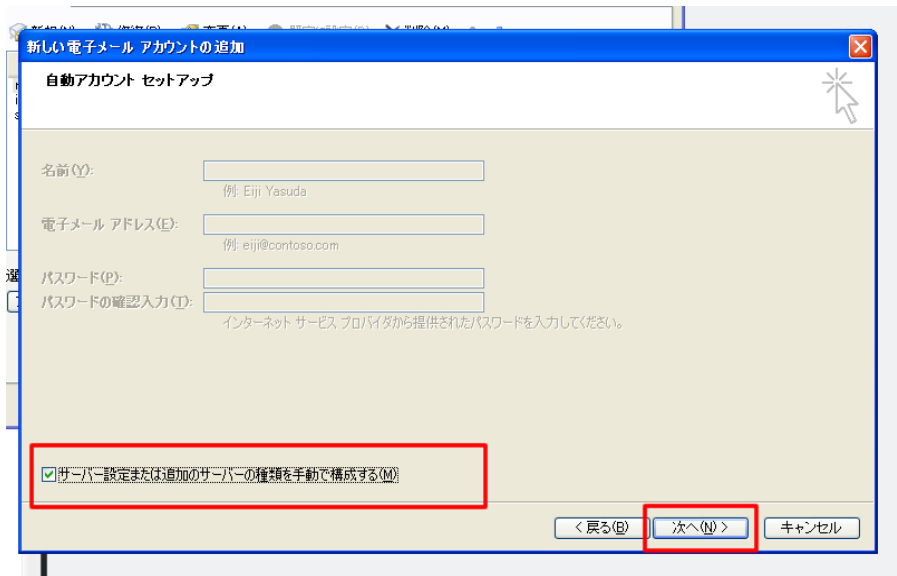 新しい電子メール アカウントの追加
自動アカウント セットアップ
名前(Y):
例: Eiji Yasuda
電子メール アドレス(E):
例: eiji@contoso.com
パスワード(P):
パスワードの確認入力(T):
インターネット サービス プロバイダから提供されたパスワードを入力してください。
サーバー設定または追加のサーバーの種類を手動で構成する(M)
< 戻る(B)
次へ(N) >
キャンセル